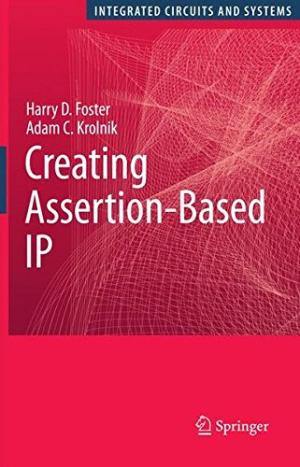 INTEGRATED CIRCUITS AND SYSTEMS
Harry D. Foster
Adam C. Krolnik
Creating
Assertion-Based
IP
Springer